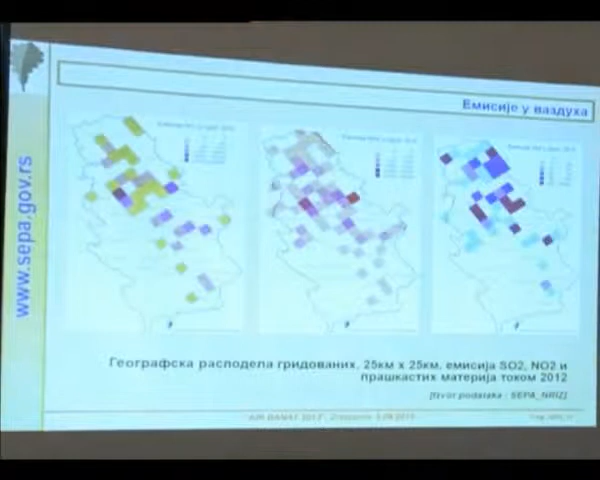 Емисије у ваздуха
www.sepa.gov.rs
Географска расподела гридованих, 25км x 25км, емисија SO2, NO2 и
прашкастих материја током 2012
[Izvor podataka : SEPA_NRIZ]